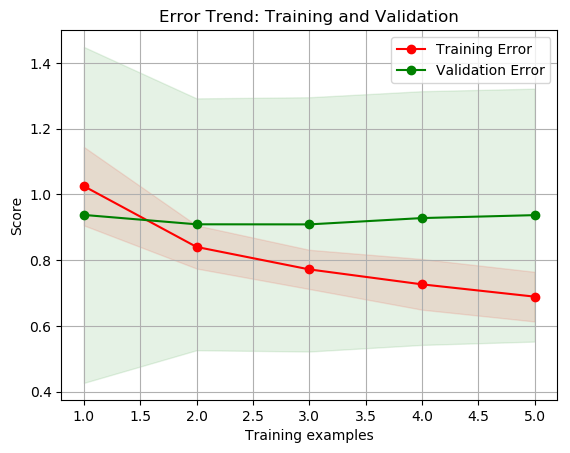 Error Trend: Training and Validation
Training Error
Validation Error
Score
1.4
1.2
1.0
0.8
0.6
0.4
1.0 1.5 2.0 2.5 3.0 3.5 4.0 4.5 5.0
Training examples